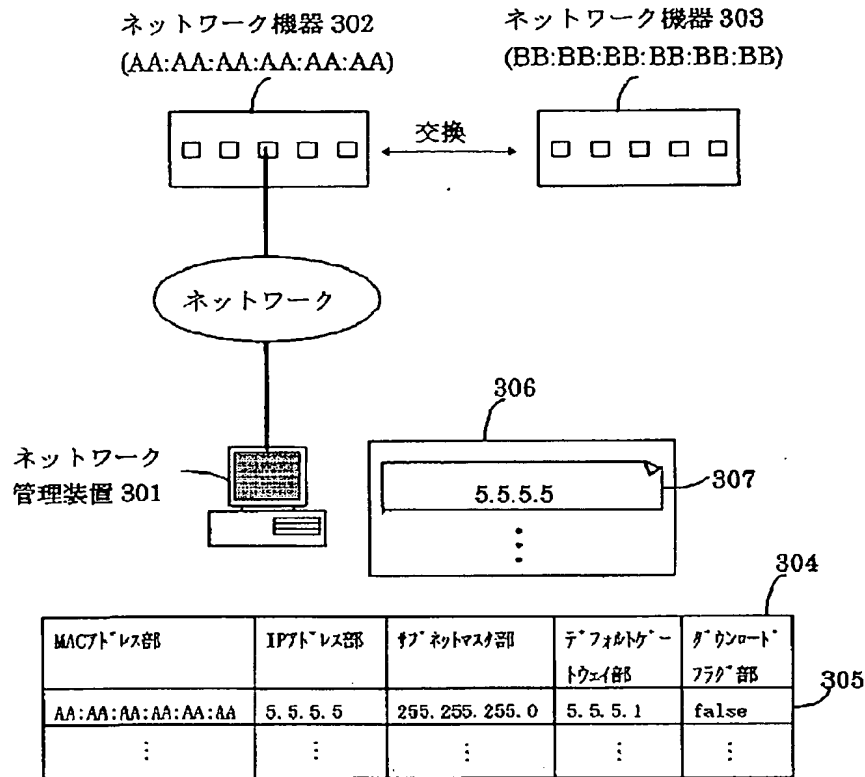 ネットワーク機器 302
(AA:AA:AA:AA:AA:AA)
ネットワーク機器 303
(BB:BB:BB:BB:BB:BB)
交換
ネットワーク
ネットワーク
管理装置 301
306
5.5.5.5
307
304
MACアドレス部 IPアドレス部 サブネットマスク部 デフォルトゲー ダウンロード
トウェイ部 フラグ部
305
AA:AA:AA:AA:AA:AA 5.5.5.5 255.255.255.0 5.5.5.1 false